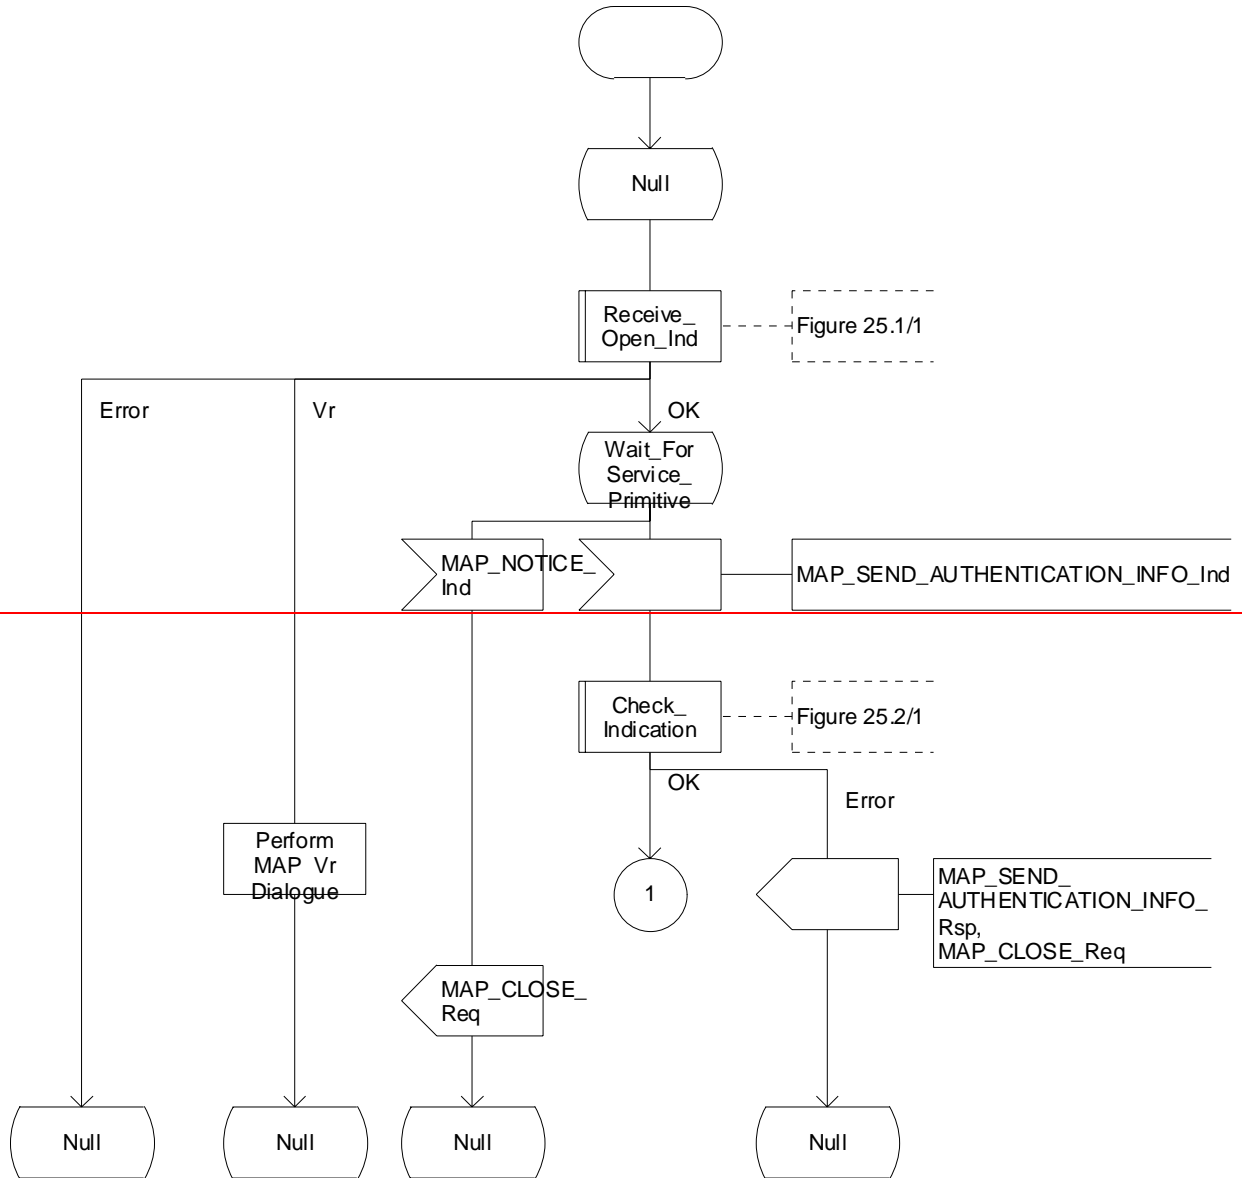 Null
Receive_
Open_Ind
Figure 25.1/1
Error
Vr
OK
Wait_For
Service_
Primitive
MAP_NOTICE_
Ind
MAP_SEND_AUTHENTICATION_INFO_Ind
Check_
Indication
Figure 25.2/1
OK
Error
Perform
MAP Vr
Dialogue
1
MAP_SEND_
AUTHENTICATION_INFO_
Rsp,
MAP_CLOSE_Req
MAP_CLOSE_
Req
Null
Null
Null
Null